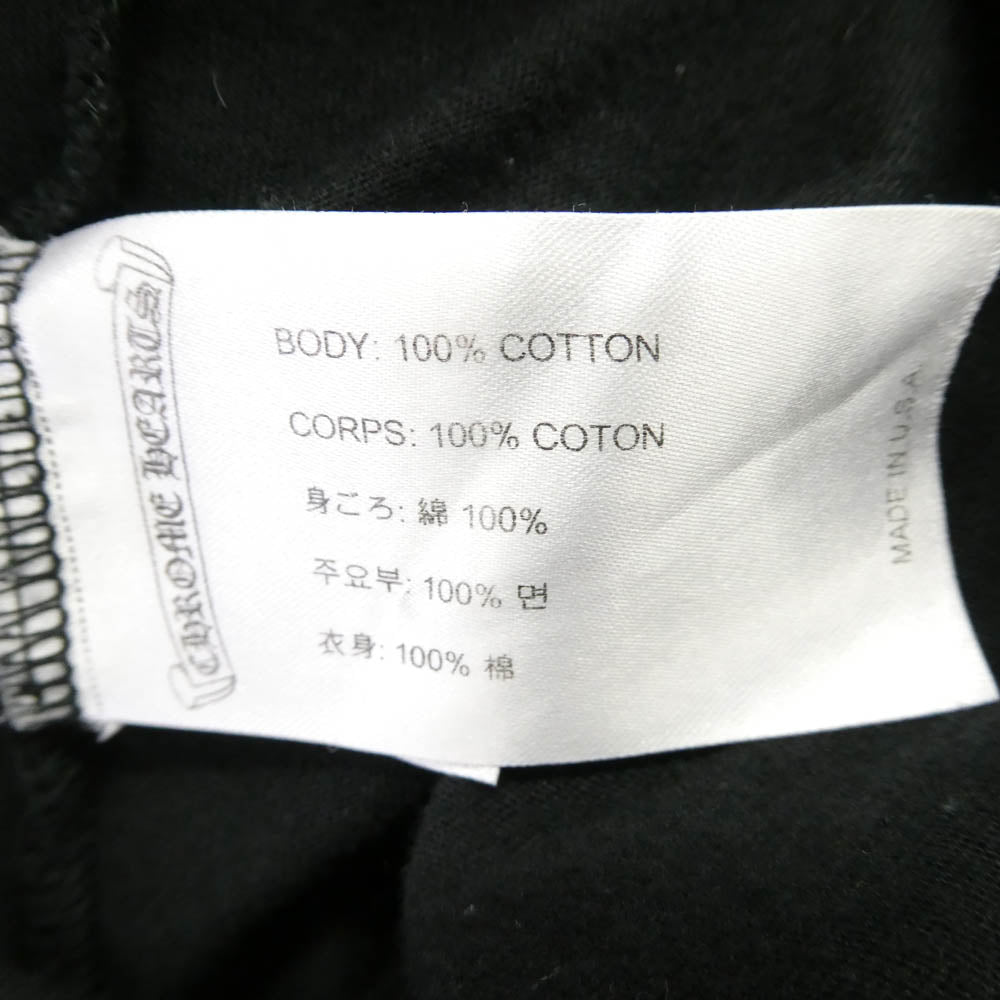 CHROME HEARTS
BODY: 100% COTTON
CORPS: 100% COTON
身ごろ: 綿 100%
주요부: 100% 면
衣身: 100% 棉
MADE IN U.S.A.